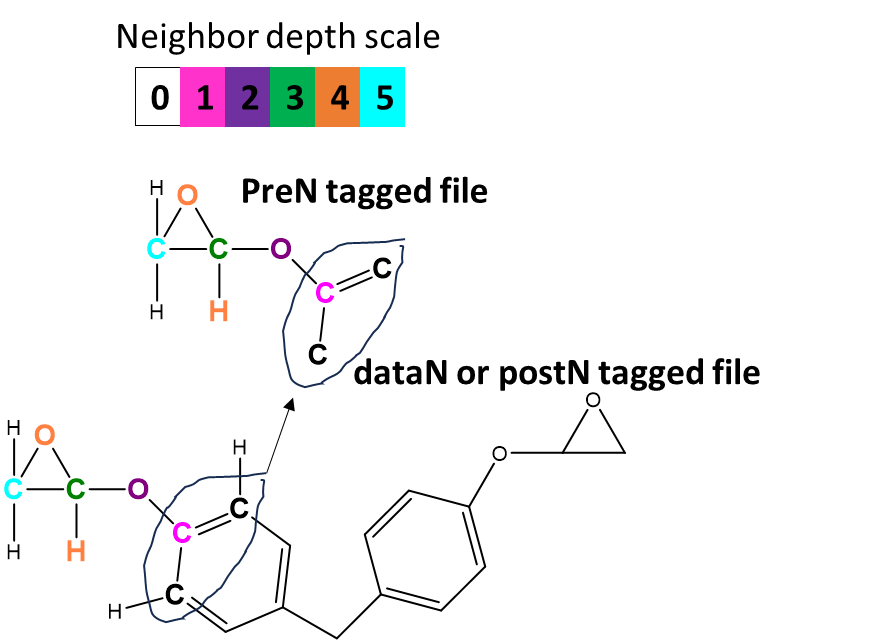 Neighbor depth scale
0 1 2 3 4 5
PreN tagged file
H O
C C O C
C
H H
C
dataN or postN tagged file
O
H O
H
O
C C O
C
C
H H
C
H